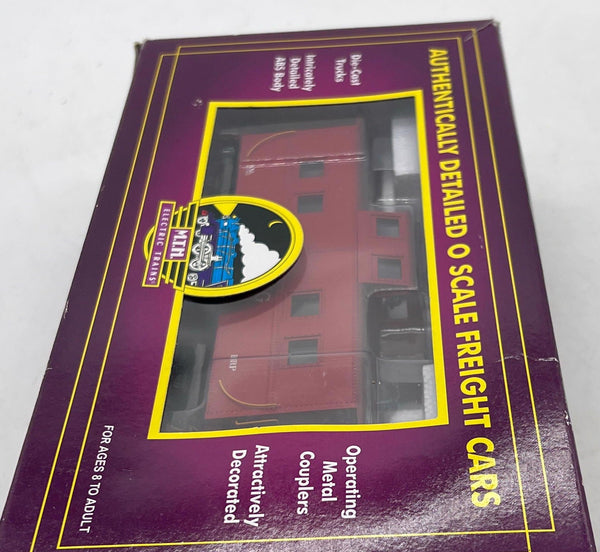 AUTHENTICALLY DETAILED O SCALE FREIGHT CARS
Die-Cast
Trucks
Intricately
Detailed
ABS Body
Operating
Metal
Couplers
Attractively
Decorated
M.T.H.
ELECTRIC TRAINS
FOR AGES 8 TO ADULT